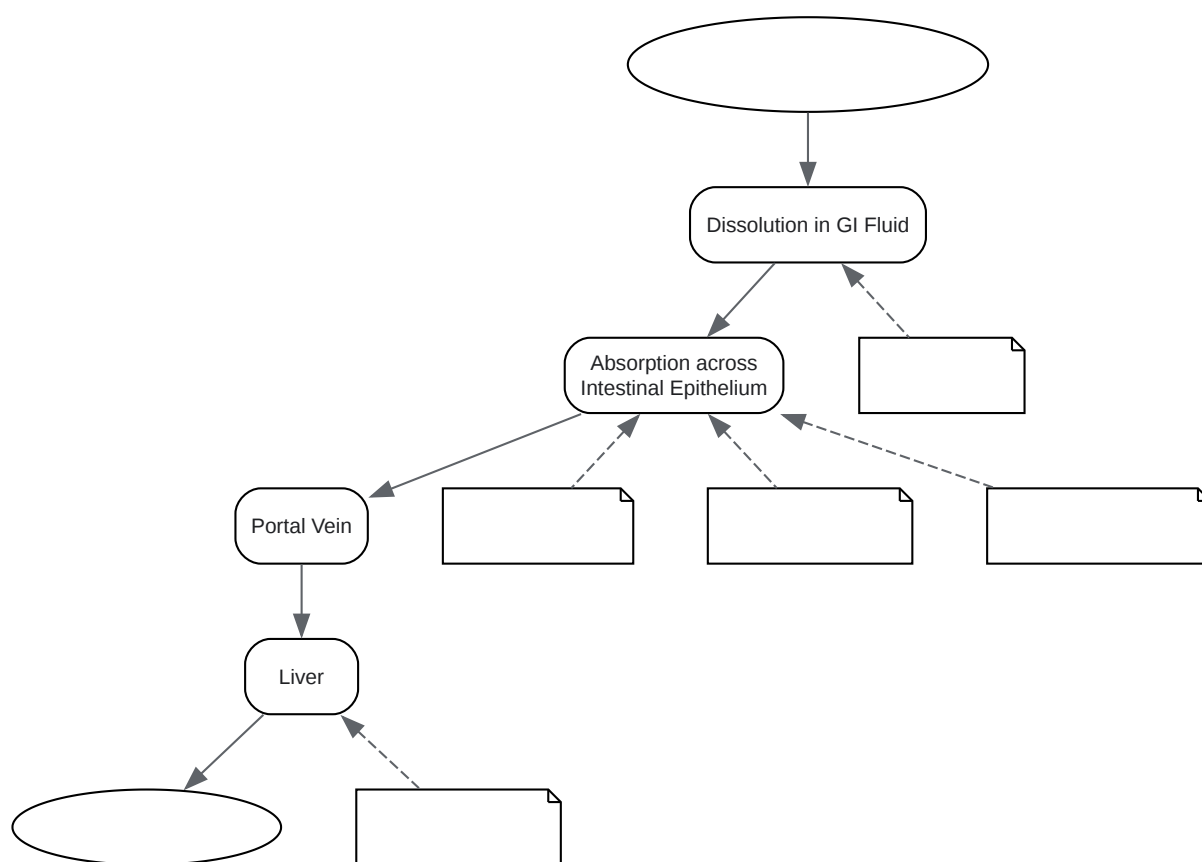 Dissolution in GI Fluid
Absorption across
Intestinal Epithelium
Portal Vein
Liver